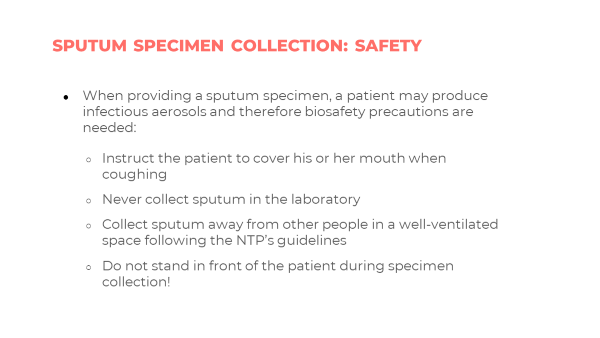 SPUTUM SPECIMEN COLLECTION: SAFETY
● When providing a sputum specimen, a patient may produce
infectious aerosols and therefore biosafety precautions are
needed:
○ Instruct the patient to cover his or her mouth when
coughing
○ Never collect sputum in the laboratory
○ Collect sputum away from other people in a well-ventilated
space following the NTP's guidelines
○ Do not stand in front of the patient during specimen
collection!